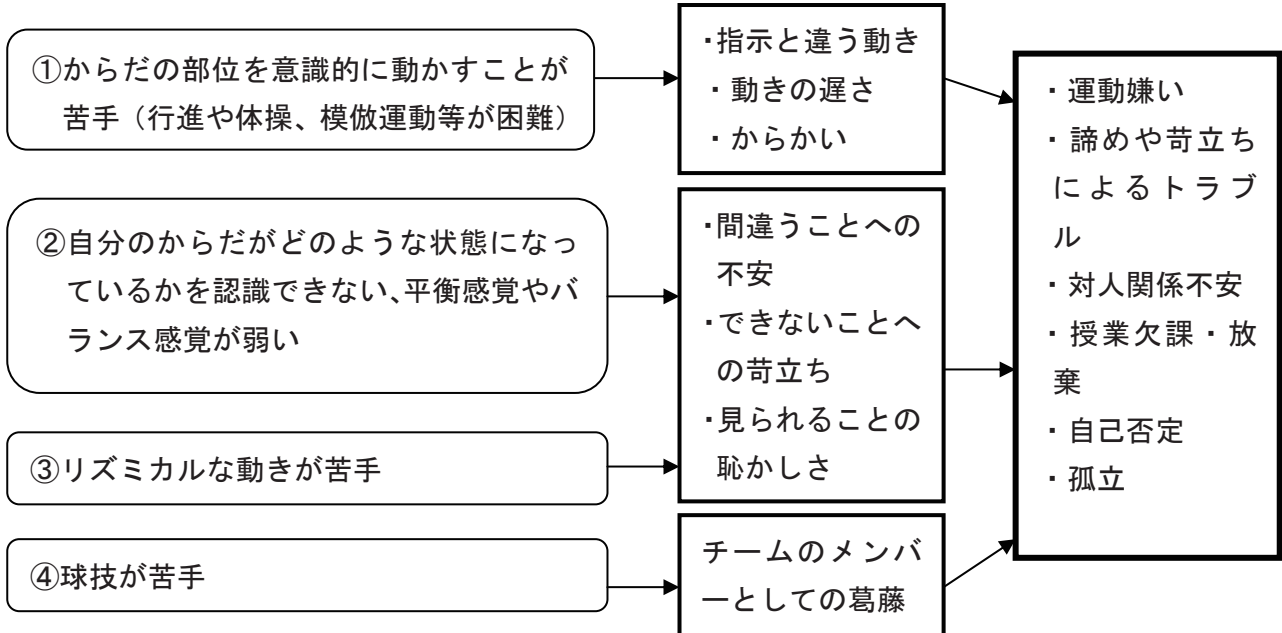 ①からだの部位を意識的に動かすことが
苦手（行進や体操、模倣運動等が困難）
②自分のからだがどのような状態になっ
ているかを認識できない、平衡感覚やバ
ランス感覚が弱い
③リズミカルな動きが苦手
④球技が苦手
・指示と違う動き
・動きの遅さ
・からかい
・間違うことへの
不安
・できないことへ
の苛立ち
・見られることの
恥かしさ
チームのメンバ
ーとしての葛藤
・運動嫌い
・諦めや苛立ち
によるトラブ
ル
・対人関係不安
・授業欠課・放
棄
・自己否定
・孤立